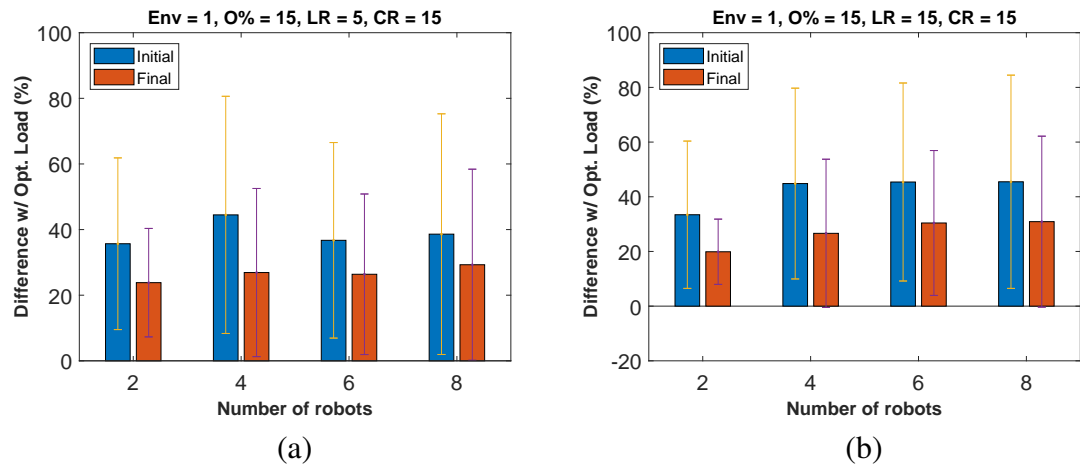 Env = 1, O% = 15, LR = 5, CR = 15
100
80
60
40
20
0
Difference w/ Opt. Load (%)
Initial
Final
2 4 6 8
Number of robots
(a)
Env = 1, O% = 15, LR = 15, CR = 15
100
80
60
40
20
0
-20
Difference w/ Opt. Load (%)
Initial
Final
2 4 6 8
Number of robots
(b)